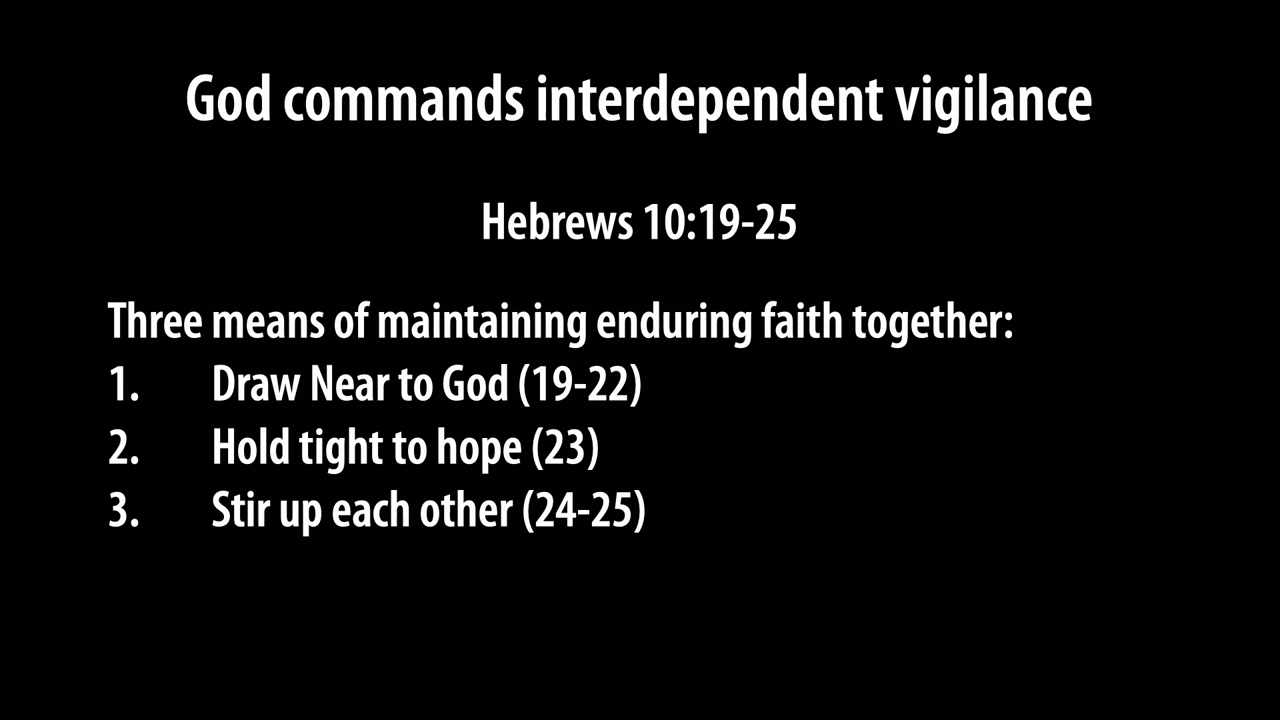 God commands interdependent vigilance
Hebrews 10:19-25
Three means of maintaining enduring faith together:
1. Draw Near to God (19-22)
2. Hold tight to hope (23)
3. Stir up each other (24-25)